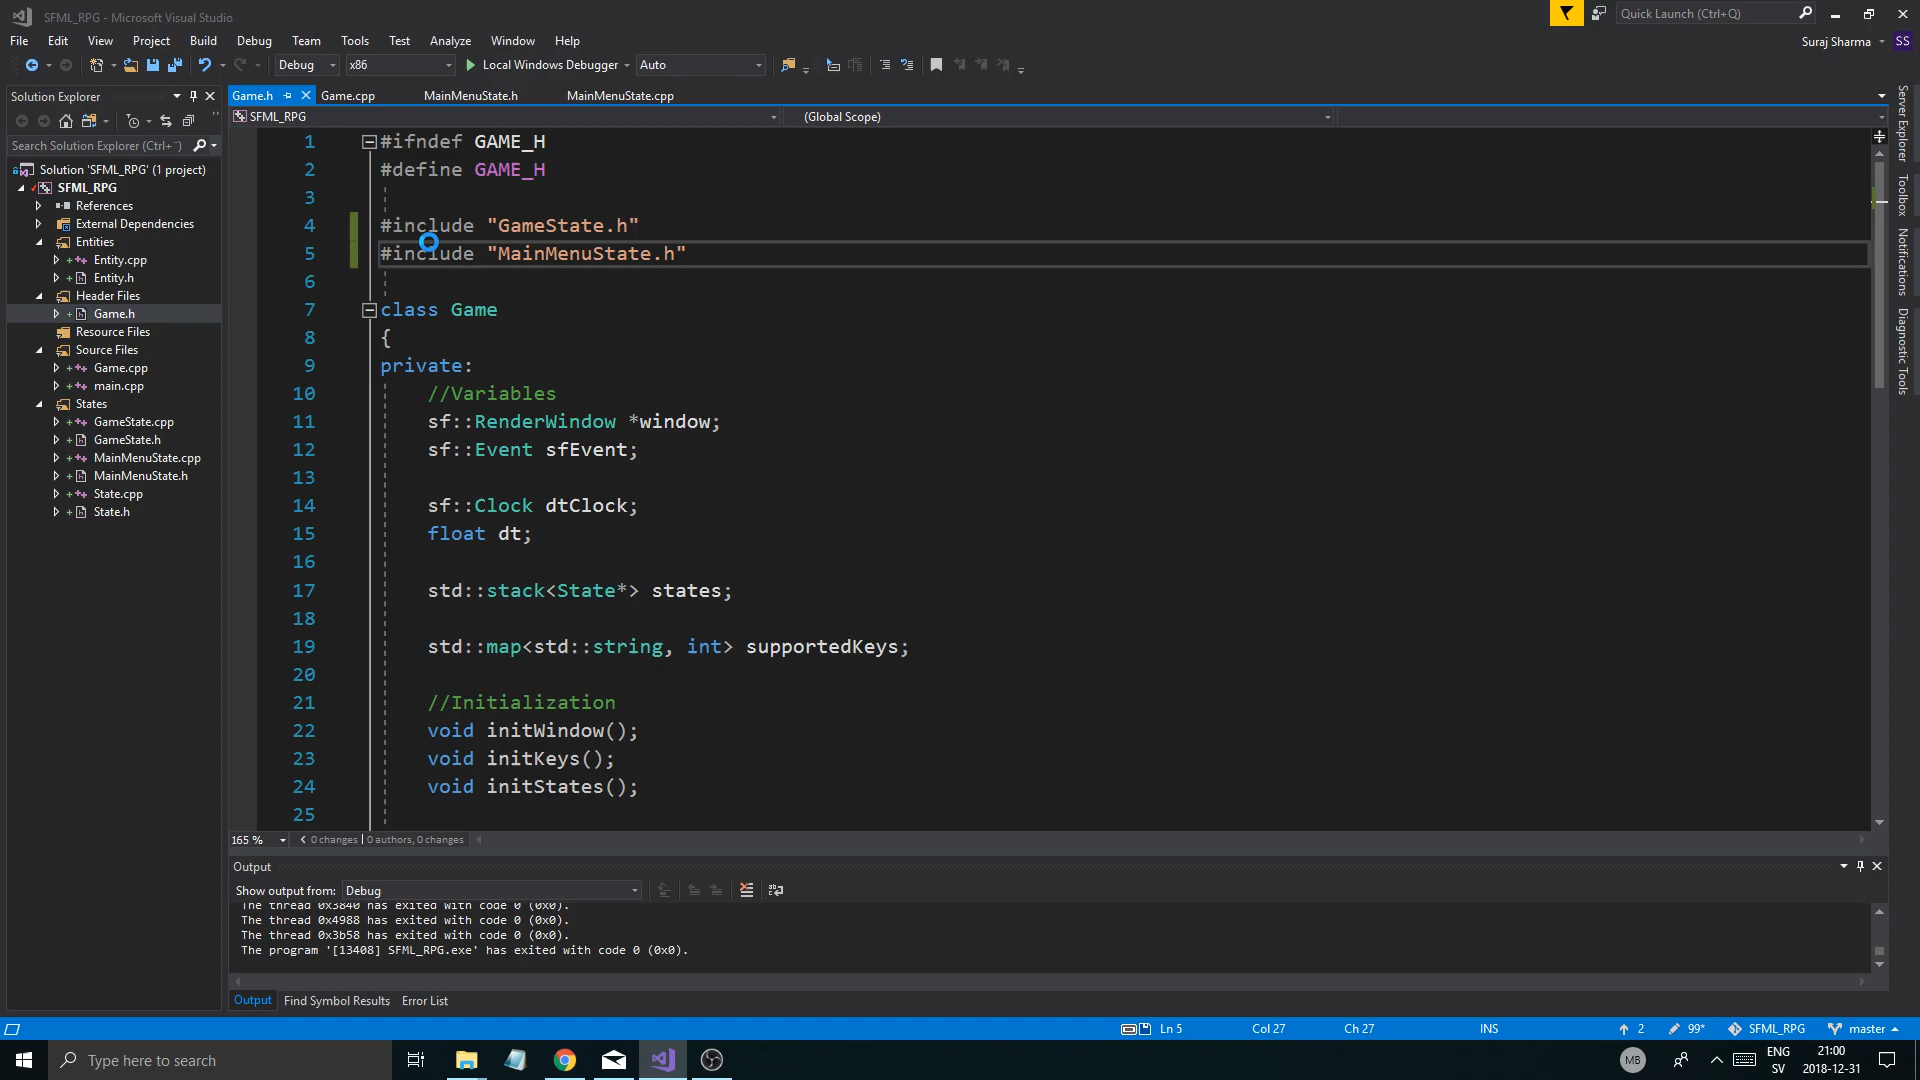 SFML_RPG - Microsoft Visual Studio
Quick Launch (Ctrl+Q)
File Edit View Project Build Debug Team Tools Test Analyze Window Help
Suraj Sharma SS
Debug x86 Local Windows Debugger Auto
Solution Explorer
Game.h Game.cpp MainMenuState.h MainMenuState.cpp
SFML_RPG (Global Scope)
Search Solution Explorer (Ctrl+¨)
Solution 'SFML_RPG' (1 project)
SFML_RPG
References
External Dependencies
Entities
Entity.cpp
Entity.h
Header Files
Game.h
Resource Files
Source Files
Game.cpp
main.cpp
States
GameState.cpp
GameState.h
MainMenuState.cpp
MainMenuState.h
State.cpp
State.h
1 #ifndef GAME_H
2 #define GAME_H
3
4 #include "GameState.h"
5 #include "MainMenuState.h"
6
7 class Game
8 {
9 private:
10 //Variables
11 sf::RenderWindow *window;
12 sf::Event sfEvent;
13
14 sf::Clock dtClock;
15 float dt;
16
17 std::stack<State*> states;
18
19 std::map<std::string, int> supportedKeys;
20
21 //Initialization
22 void initWindow();
23 void initKeys();
24 void initStates();
25
Server Explorer
Toolbox
Notifications
Diagnostic Tools
165 % 0 changes | 0 authors, 0 changes
Output
Show output from: Debug
The thread 0x3840 has exited with code 0 (0x0).
The thread 0x4988 has exited with code 0 (0x0).
The thread 0x3b58 has exited with code 0 (0x0).
The program '[13408] SFML_RPG.exe' has exited with code 0 (0x0).
Output Find Symbol Results Error List
Ln 5 Col 27 Ch 27 INS 2 99* SFML_RPG master
Type here to search
MB
ENG
SV
21:00
2018-12-31